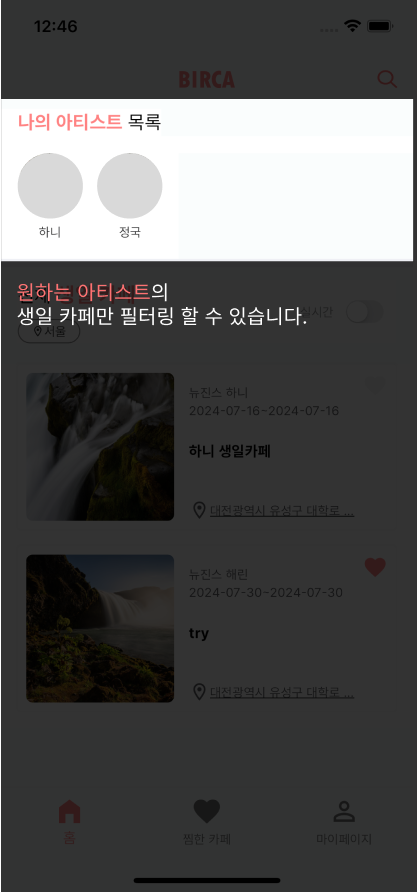 12:46
BIRCA
나의 아티스트 목록
하니
정국
원하는 아티스트의
생일 카페만 필터링 할 수 있습니다.
서울
뉴진스 하니
2024-07-16~2024-07-16
하니 생일카페
대전광역시 유성구 대학로 ...
뉴진스 해린
2024-07-30~2024-07-30
try
대전광역시 유성구 대학로 ...
홈
찜한 카페
마이페이지